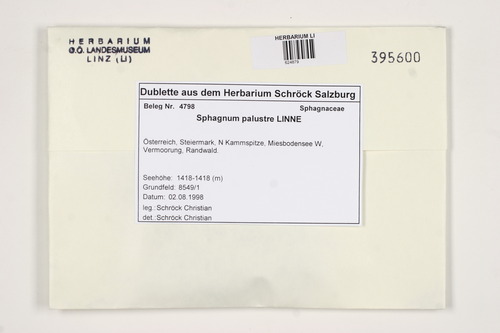 HERBARIUM
O.Ö. LANDESMUSEUM
LINZ (LI)
HERBARIUM LI
395600
Dublette aus dem Herbarium Schröck Salzburg
Beleg Nr. 4798 Sphagnaceae
Sphagnum palustre LINNE
Österreich, Steiermark, N Kammspitze, Miesbodensee W,
Vermoorung, Randwald.
Seehöhe: 1418-1418 (m)
Grundfeld: 8549/1
Datum: 02.08.1998
leg.:Schröck Christian
det.:Schröck Christian